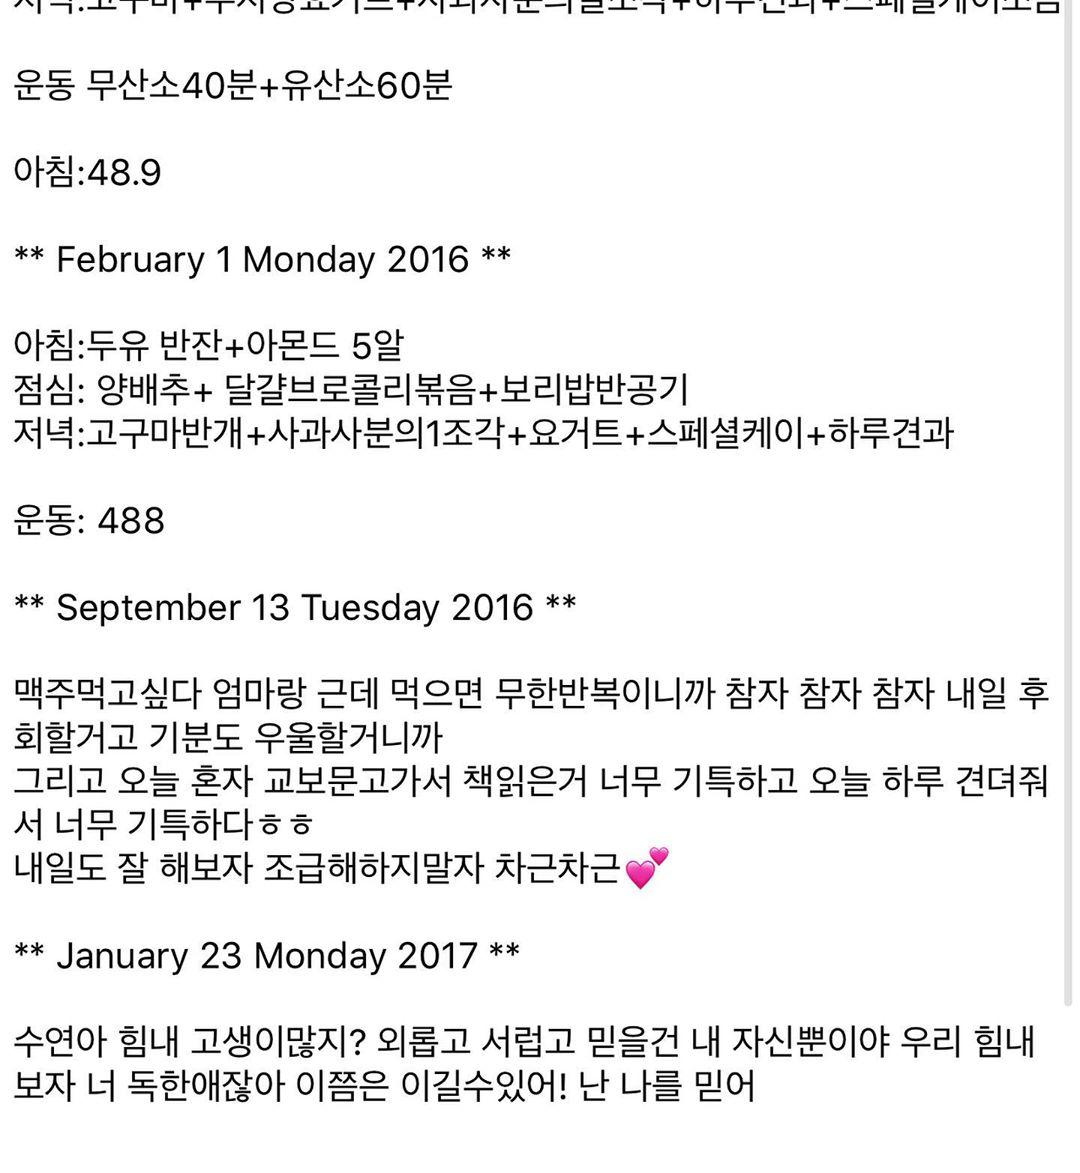 운동 무산소40분+유산소60분
아침:48.9
** February 1 Monday 2016 **
아침:두유 반잔+아몬드 5알
점심: 양배추+ 달걀브로콜리볶음+보리밥반공기
저녁:고구마반개+사과사분의1조각+요거트+스페셜케이+하루견과
운동: 488
** September 13 Tuesday 2016 **
맥주먹고싶다 엄마랑 근데 먹으면 무한반복이니까 참자 참자 참자 내일 후
회할거고 기분도 우울할거니까
그리고 오늘 혼자 교보문고가서 책읽은거 너무 기특하고 오늘 하루 견뎌줘
서 너무 기특하다ㅎㅎ
내일도 잘 해보자 조급해하지말자 차근차근💕
** January 23 Monday 2017 **
수연아 힘내 고생이많지? 외롭고 서럽고 믿을건 내 자신뿐이야 우리 힘내
보자 너 독한애잖아 이쯤은 이길수있어! 난 나를 믿어